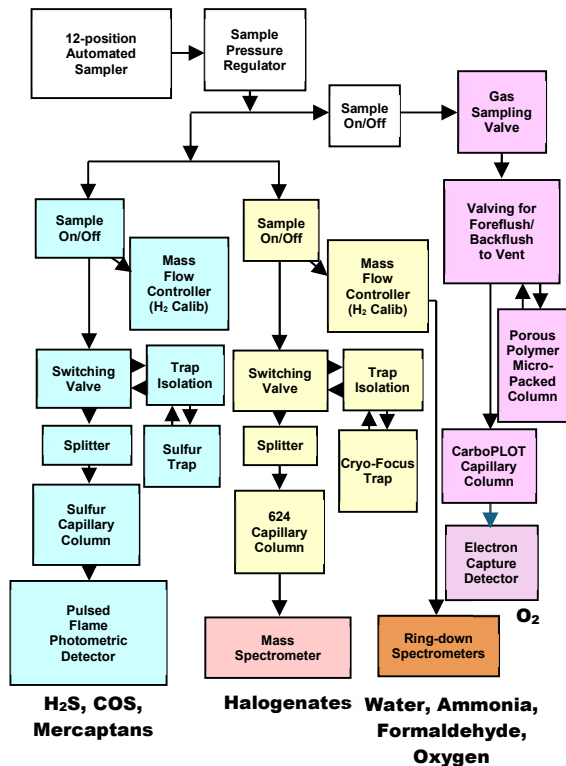 12-position
Automated
Sampler
Sample
Pressure
Regulator
Sample
On/Off
Gas
Sampling
Valve
Sample
On/Off
Mass
Flow
Controller
(H₂ Calib)
Sample
On/Off
Mass
Flow
Controller
(H₂ Calib)
Valving for
Foreflush/
Backflush
to Vent
Porous
Polymer
Micro-
Packed
Column
Switching
Valve
Trap
Isolation
Splitter
Sulfur
Trap
Sulfur
Capillary
Column
Pulsed
Flame
Photometric
Detector
H₂S, COS,
Mercaptans
Switching
Valve
Trap
Isolation
Splitter
Cryo-Focus
Trap
624
Capillary
Column
Mass
Spectrometer
Halogenates
CarboPLOT
Capillary
Column
Electron
Capture
Detector
O₂
Ring-down
Spectrometers
Water, Ammonia,
Formaldehyde,
Oxygen